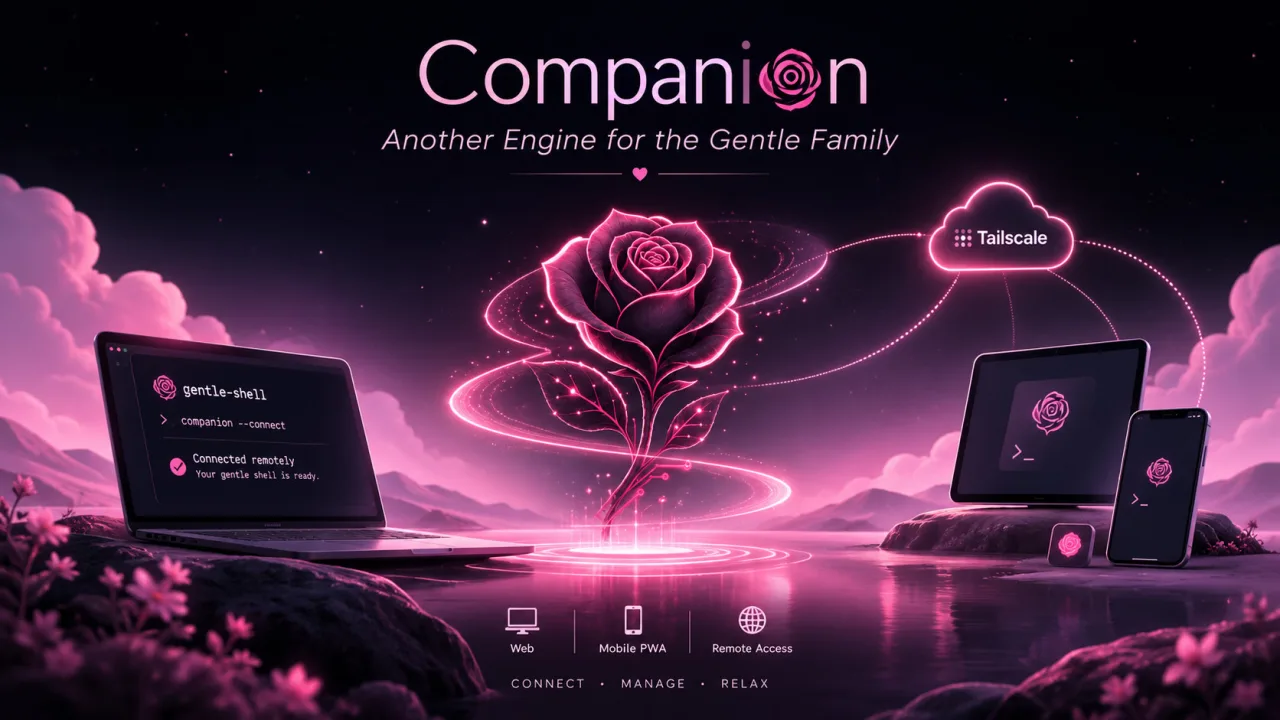 Companion
Another Engine for the Gentle Family
Tailscale
gentle-shell
> companion --connect
Connected remotely
Your gentle shell is ready.
>_
>_
Web
Mobile PWA
Remote Access
CONNECT • MANAGE • RELAX